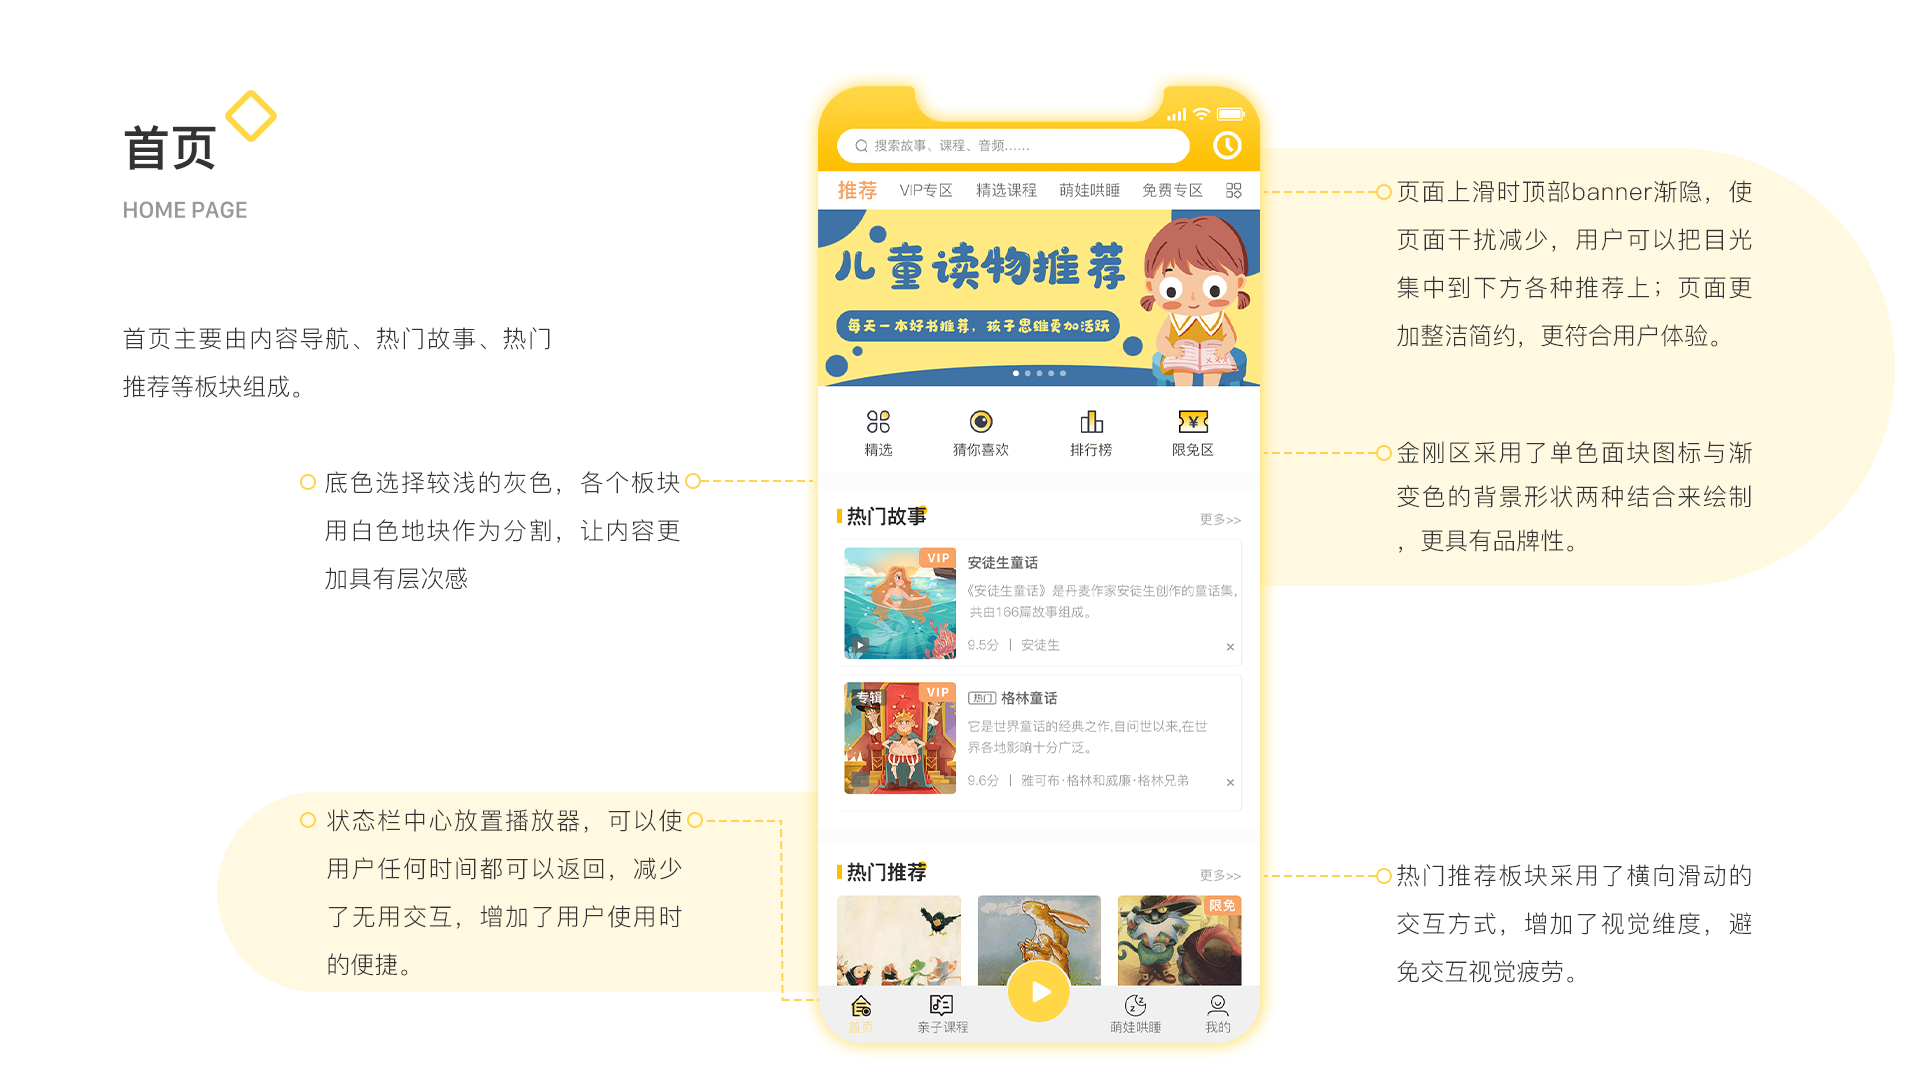 首页
HOME PAGE
首页主要由内容导航、热门故事、热门
推荐等板块组成。
底色选择较浅的灰色，各个板块
用白色地块作为分割，让内容更
加具有层次感
状态栏中心放置播放器，可以使
用户任何时间都可以返回，减少
了无用交互，增加了用户使用时
的便捷。
搜索故事、课程、音频……
推荐 VIP专区 精选课程 萌娃哄睡 免费专区
儿童读物推荐
每天一本好书推荐，孩子思维更加活跃
精选 猜你喜欢 排行榜 限免区
热门故事 更多>>
VIP
安徒生童话
《安徒生童话》是丹麦作家安徒生创作的童话集，
共由166篇故事组成。
9.5分 | 安徒生 ×
专辑 VIP
热门 格林童话
它是世界童话的经典之作,自问世以来,在世
界各地影响十分广泛。
9.6分 | 雅可布·格林和威廉·格林兄弟 ×
热门推荐 更多>>
限免
首页 亲子课程 萌娃哄睡 我的
页面上滑时顶部banner渐隐，使
页面干扰减少，用户可以把目光
集中到下方各种推荐上；页面更
加整洁简约，更符合用户体验。
金刚区采用了单色面块图标与渐
变色的背景形状两种结合来绘制
，更具有品牌性。
热门推荐板块采用了横向滑动的
交互方式，增加了视觉维度，避
免交互视觉疲劳。